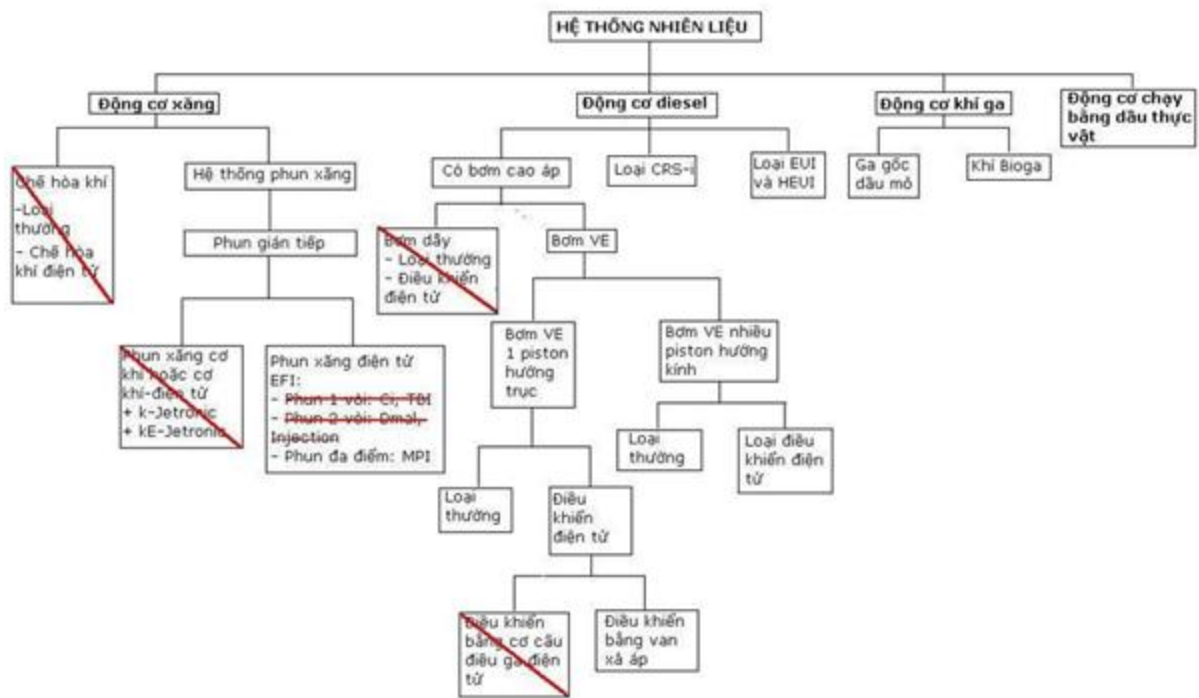 HỆ THỐNG NHIÊN LIỆU
Động cơ xăng
Động cơ diesel
Động cơ khí ga
Động cơ chạy
bằng dầu thực
vật
Chế hòa khí
-Loại
thường
- Chế hòa
khí điện tử
Hệ thống phun xăng
Có bơm cao áp
Loại CRS-i
Loại EUI
và HEUI
Ga gốc
dầu mỏ
Khí Bioga
Phun gián tiếp
Bơm dãy
- Loại thường
- Điều khiển
điện tử
Bơm VE
Phun xăng cơ
khí hoặc cơ
khí-điện tử
+ k-Jetronic
+ kE-Jetronic
Phun xăng điện tử
EFI:
- Phun 1 vòi: Ci, TBI
- Phun 2 vòi: Dmal,
Injection
- Phun đa điểm: MPI
Bơm VE
1 piston
hướng
trục
Bơm VE nhiều
piston hướng
kính
Loại
thường
Điều
khiển
điện tử
Loại
thường
Loại điều
khiển điện
tử
Điều khiển
bằng cơ cấu
điều ga điện
tử
Điều khiển
bằng van
xả áp